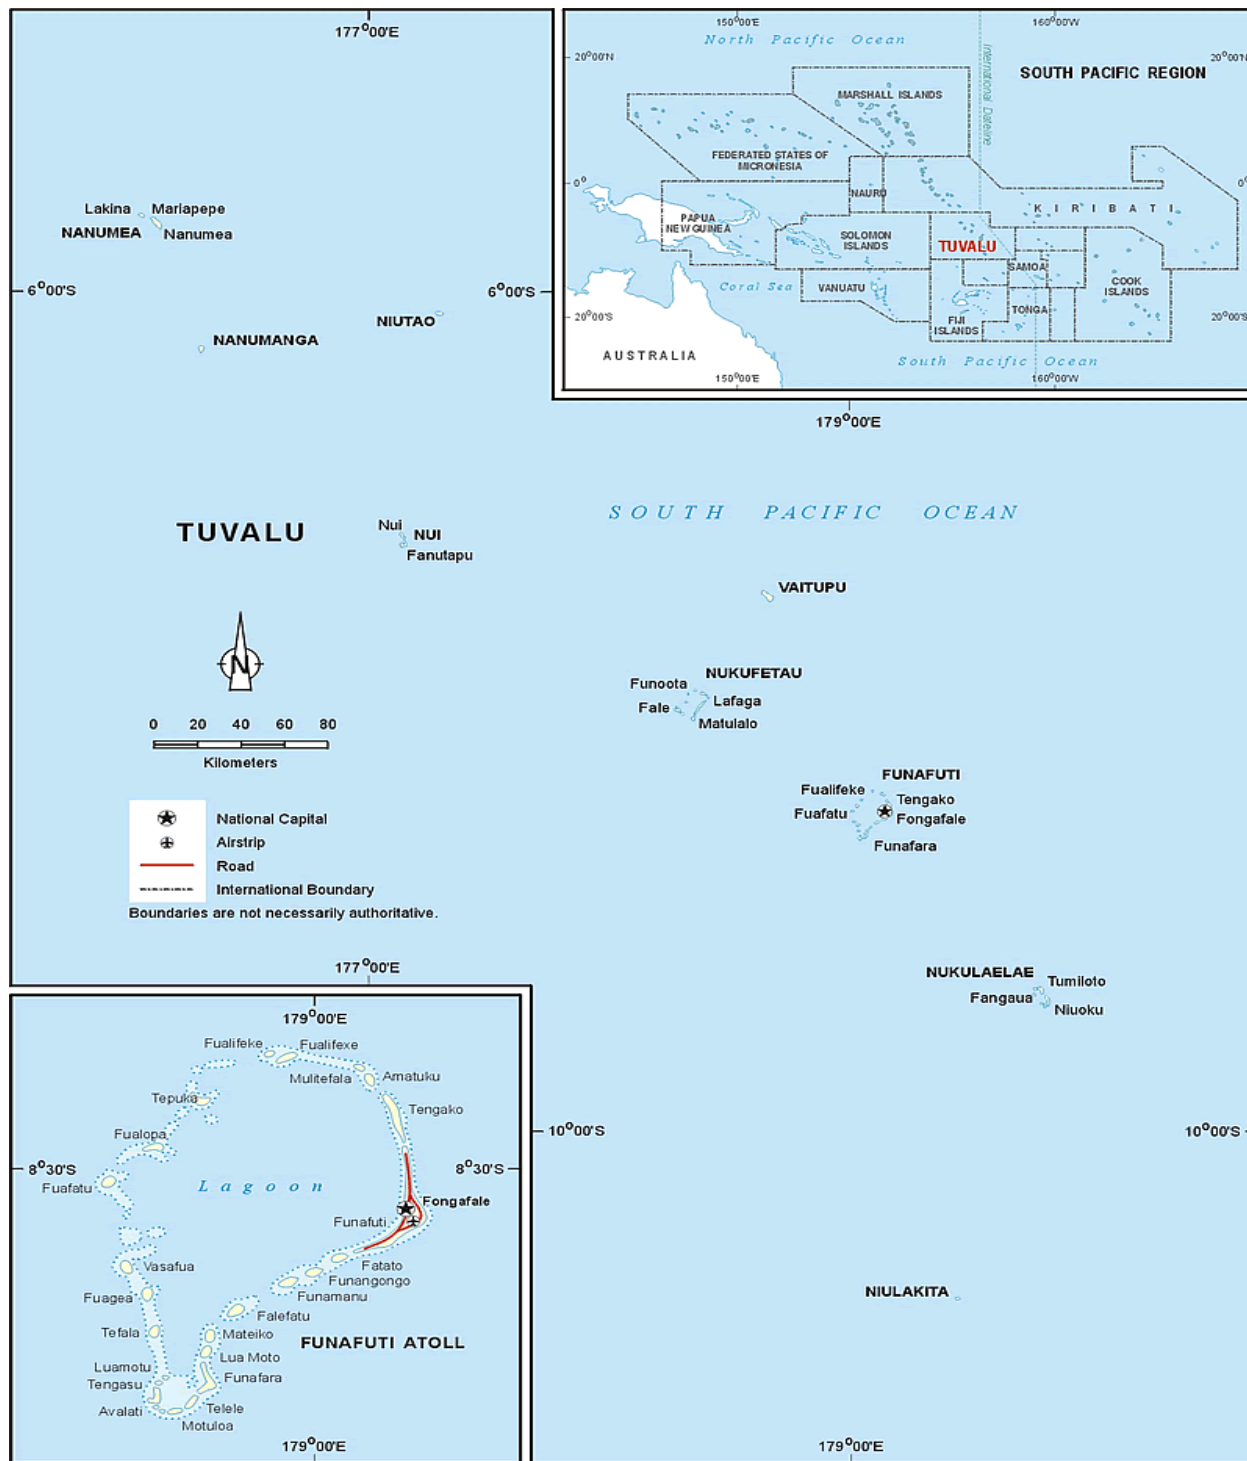 177°00'E
Lakina
Mariapepe
NANUMEA
Nanumea
6°00'S
6°00'S
NIUTAO
NANUMANGA
150°00'E
160°00'W
North Pacific Ocean
20°00'N
20°00'N
International Dateline
SOUTH PACIFIC REGION
MARSHALL ISLANDS
FEDERATED STATES OF
MICRONESIA
0°
0°
NAURU
KIRIBATI
PAPUA
NEW GUINEA
SOLOMON
ISLANDS
TUVALU
SAMOA
COOK
ISLANDS
Coral Sea
VANUATU
TONGA
FIJI
ISLANDS
20°00'S
20°00'S
AUSTRALIA
South Pacific Ocean
150°00'E
160°00'W
179°00'E
SOUTH PACIFIC OCEAN
TUVALU
Nui
NUI
Fanutapu
VAITUPU
N
NUKUFETAU
Funoota
Lafaga
Fale
Matulalo
0 20 40 60 80
Kilometers
FUNAFUTI
Fualifeke
Tengako
Fuafatu
Fongafale
Funafara
National Capital
Airstrip
Road
International Boundary
Boundaries are not necessarily authoritative.
177°00'E
NUKULAELAE
Tumiloto
Fangaua
Niuoku
10°00'S
10°00'S
NIULAKITA
179°00'E
179°00'E
Fualifeke
Fualifexe
Mulitefala
Amatuku
Tepuka
Tengako
Fualopa
8°30'S
8°30'S
Fuafatu
Lagoon
Fongafale
Funafuti
Vasafua
Fatato
Funangongo
Fuagea
Funamanu
Falefatu
Tefala
Mateiko
FUNAFUTI ATOLL
Lua Moto
Luamotu
Funafara
Tengasu
Avalati
Telele
Motuloa
179°00'E